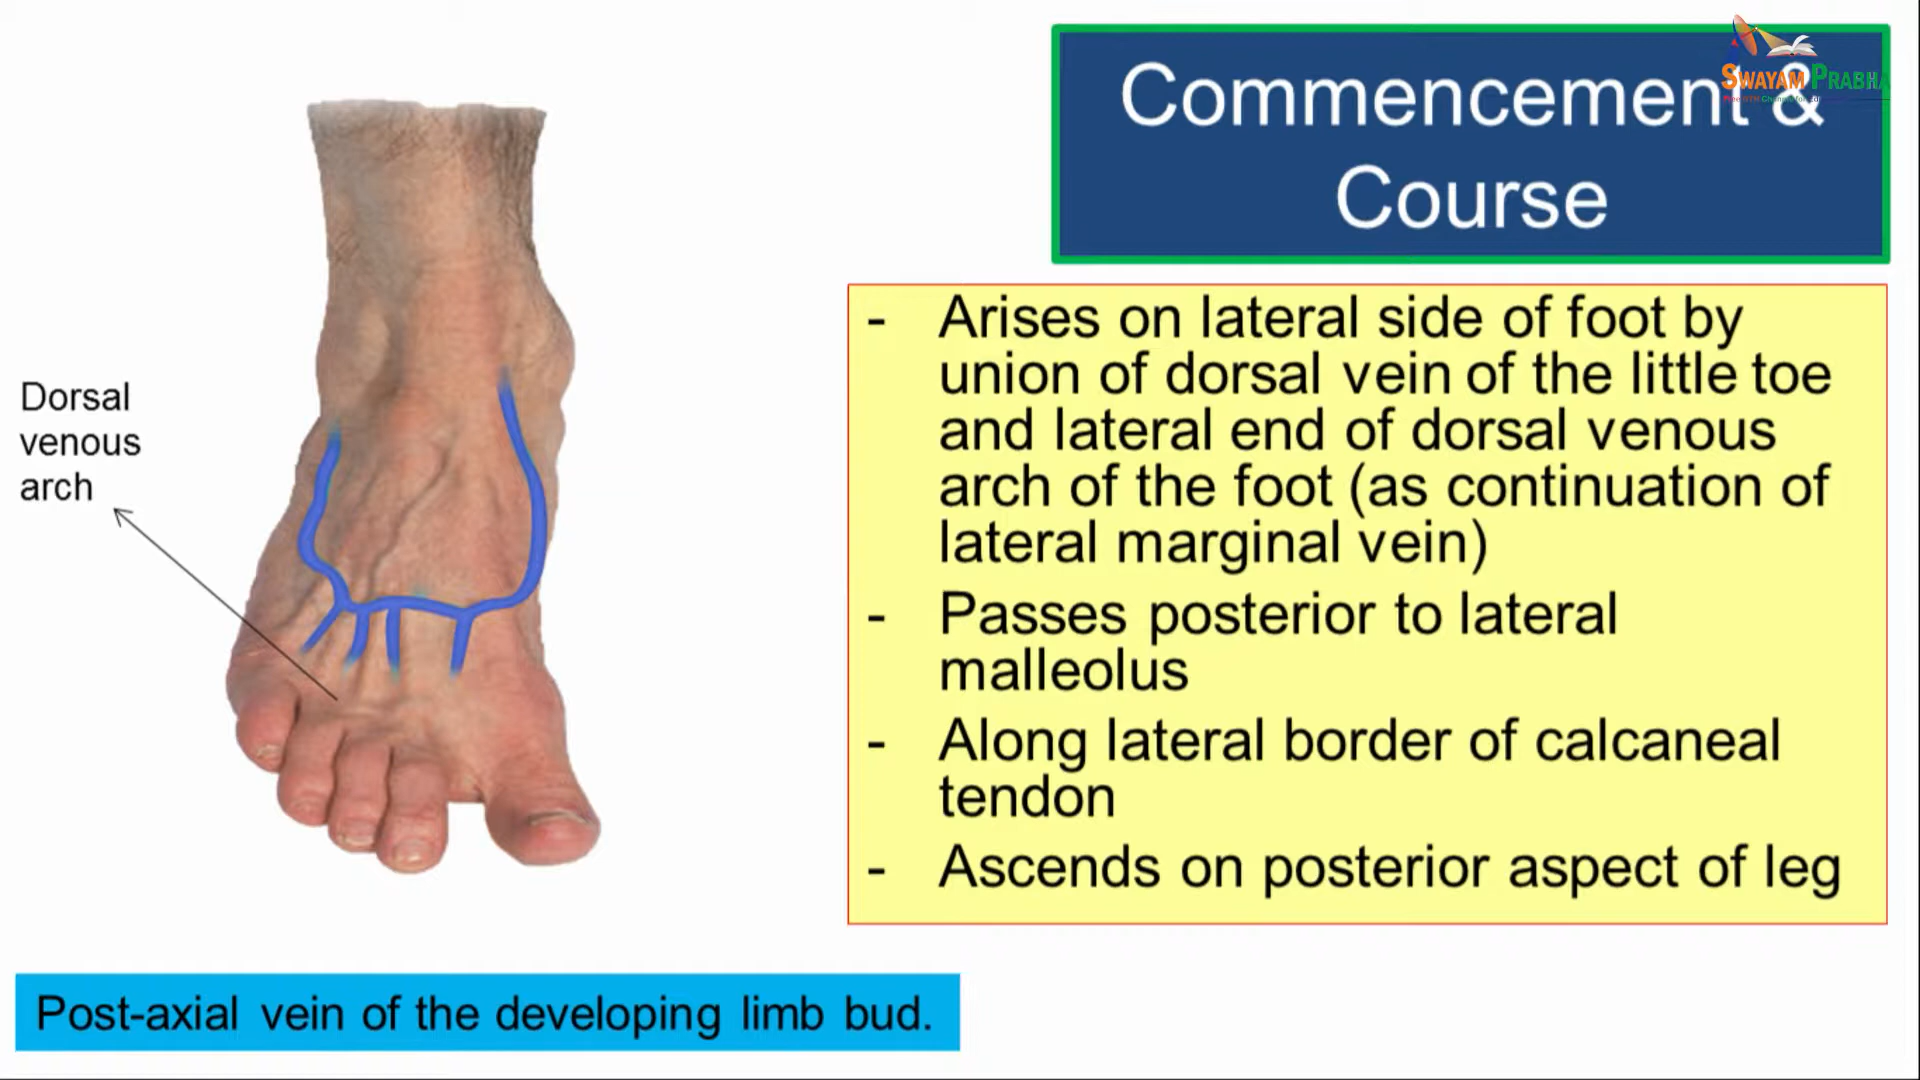 Commencement &
Course
SWAYAM PRABHA
Dorsal
venous
arch
- Arises on lateral side of foot by
union of dorsal vein of the little toe
and lateral end of dorsal venous
arch of the foot (as continuation of
lateral marginal vein)
- Passes posterior to lateral
malleolus
- Along lateral border of calcaneal
tendon
- Ascends on posterior aspect of leg
Post-axial vein of the developing limb bud.